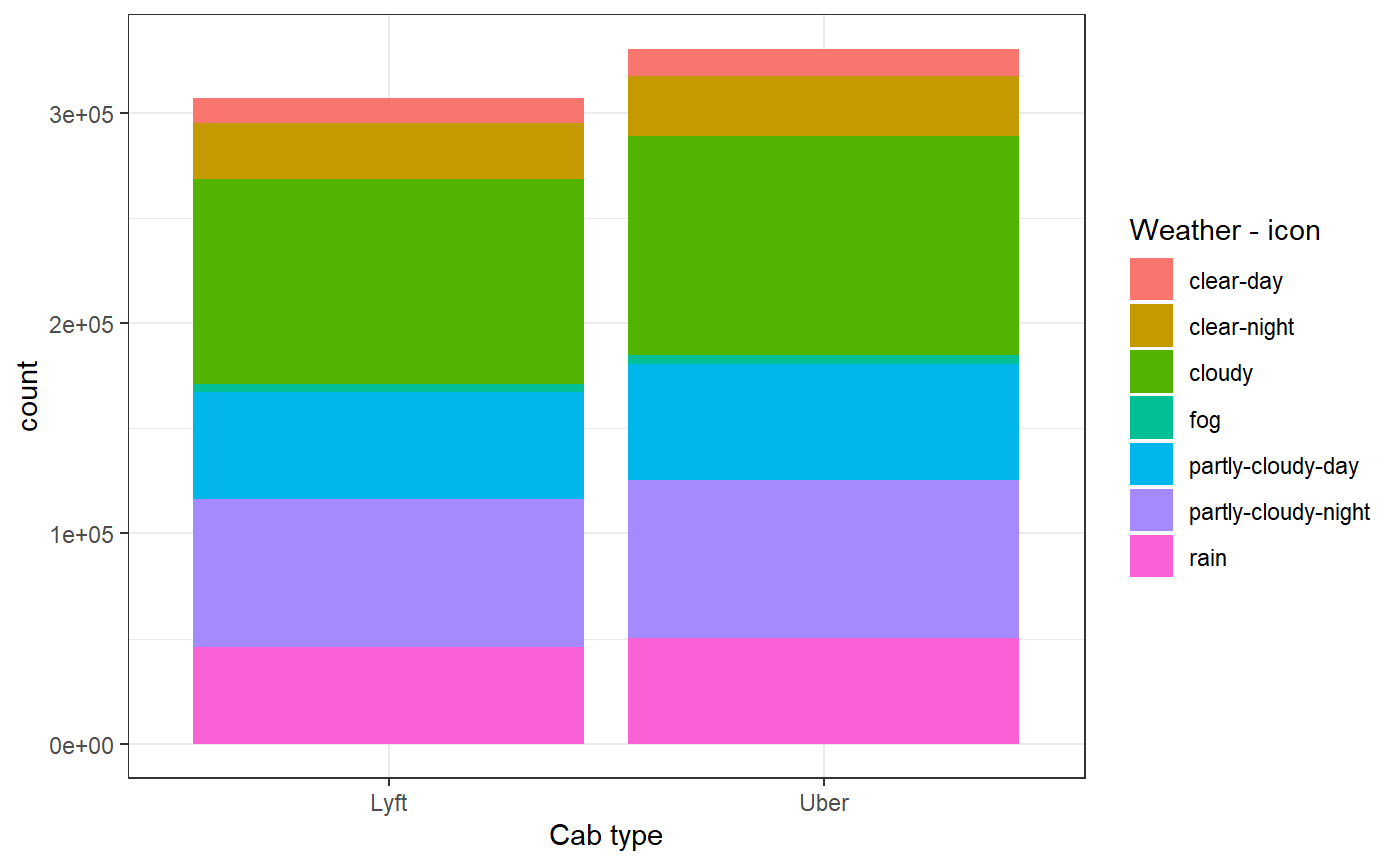 3e+05
2e+05
1e+05
0e+00
count
Lyft
Uber
Cab type
Weather - icon
clear-day
clear-night
cloudy
fog
partly-cloudy-day
partly-cloudy-night
rain